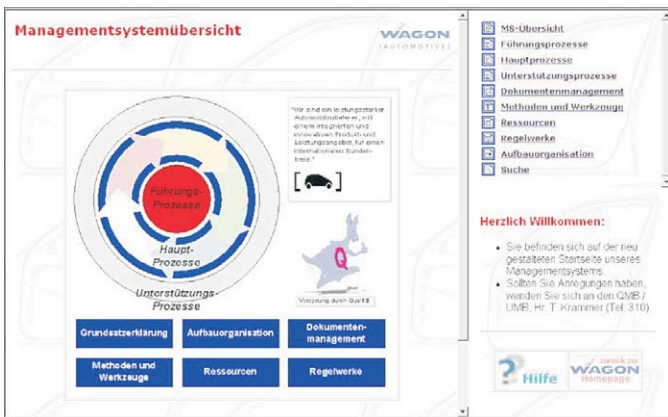 Managementsystemübersicht
WAGON
[AUTOMOTIVE]
"Wir sind ein leistungsstarker
Automobilzulieferer, mit
einem integrierten und
innovativen Produkt- und
Leistungsangebot, für einen
internationalen Kunden-
kreis."
Führungs-
Prozesse
Haupt-
Prozesse
Unterstützungs-
Prozesse
Q
Vorsprung durch Qualität
Grundsatzerklärung
Aufbauorganisation
Dokumenten-
management
Methoden und
Werkzeuge
Ressourcen
Regelwerke
MS-Übersicht
Führungsprozesse
Hauptprozesse
Unterstützungsprozesse
Dokumentenmanagement
Methoden und Werkzeuge
Ressourcen
Regelwerke
Aufbauorganisation
Suche
Herzlich Willkommen:
Sie befinden sich auf der neu
gestalteten Startseite unseres
Managementsystems.
Sollten Sie Anregungen haben,
wenden Sie sich an den QMB /
UMB, Hr. T. Krammer (Tel. 310)
? Hilfe
zurück zur
WAGON
Homepage